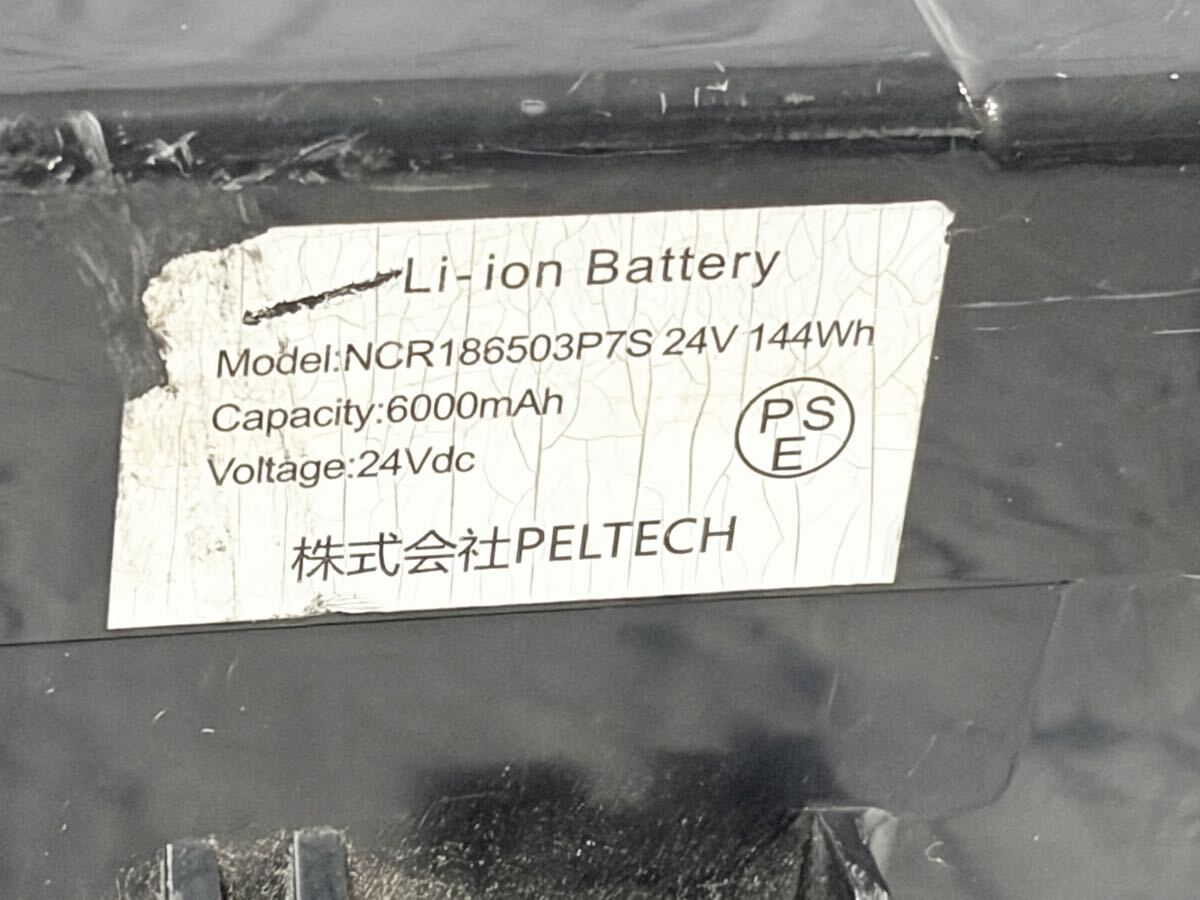 Li-ion Battery
Model:NCR186503P7S 24V 144Wh
Capacity:6000mAh
Voltage:24Vdc
PS
E
株式会社PELTECH